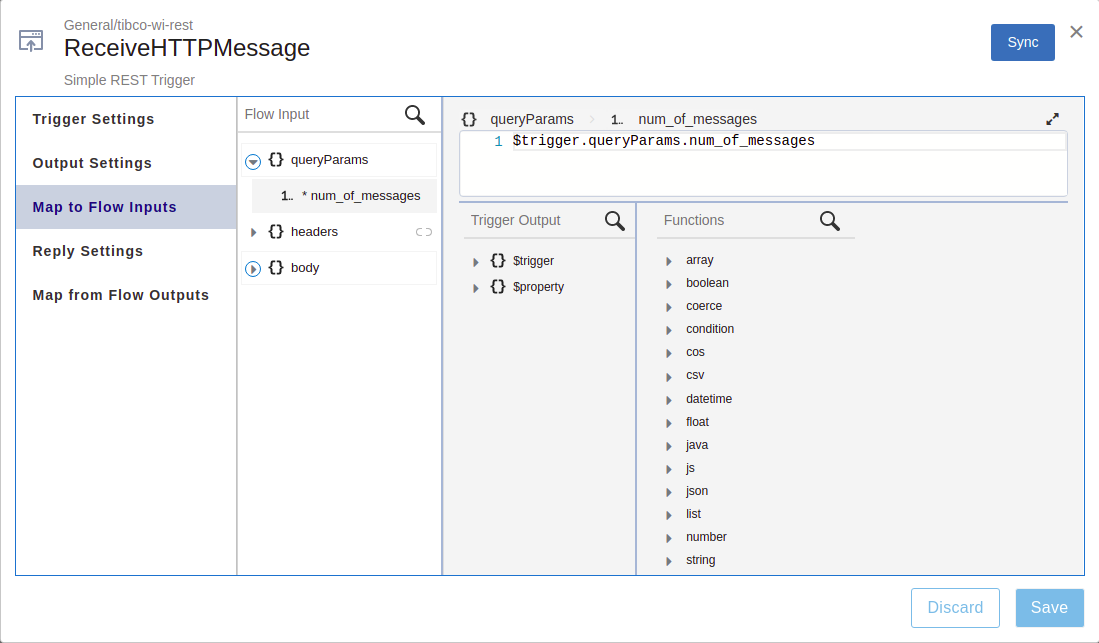 General/tibco-wi-rest
ReceiveHTTPMessage
Simple REST Trigger
Sync
Trigger Settings
Output Settings
Map to Flow Inputs
Reply Settings
Map from Flow Outputs
Flow Input
{} queryParams
1.. * num_of_messages
{} headers
{} body
{} queryParams 1.. num_of_messages
1 $trigger.queryParams.num_of_messages
Trigger Output
{} $trigger
{} $property
Functions
array
boolean
coerce
condition
cos
csv
datetime
float
java
js
json
list
number
string
Discard
Save